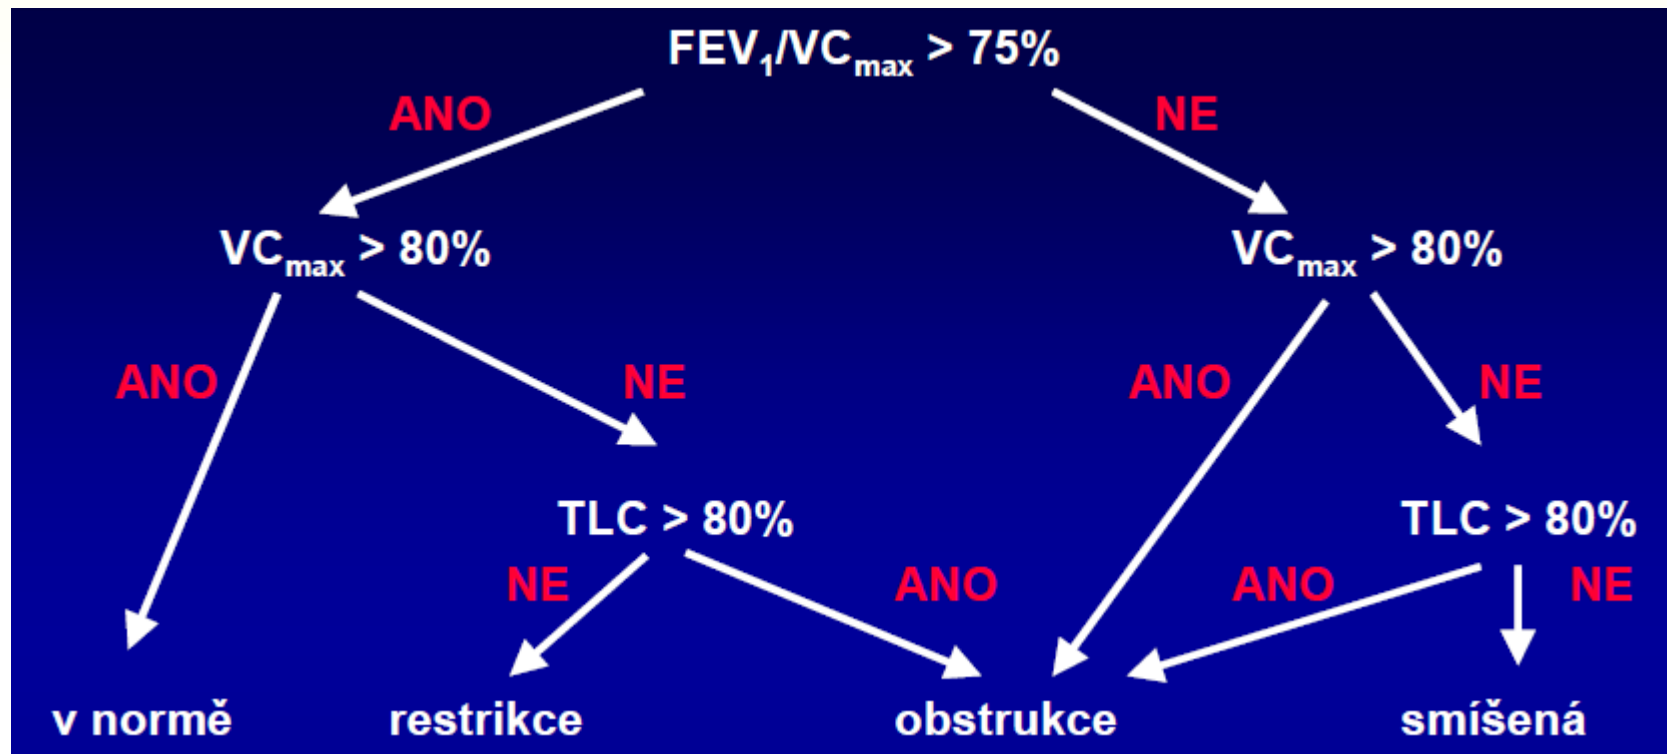 FEV₁/VCmax > 75%
ANO NE
VCmax > 80% VCmax > 80%
ANO NE ANO NE
TLC > 80% TLC > 80%
NE ANO ANO NE
v normě restrikce obstrukce smíšená